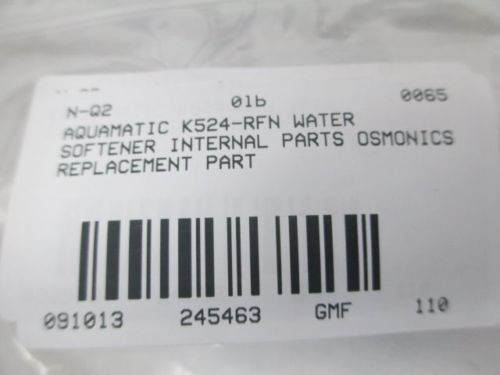 N-Q2 01b 0065
AQUAMATIC K524-RFN WATER
SOFTENER INTERNAL PARTS OSMONICS
REPLACEMENT PART
091013 245463 GMF 110